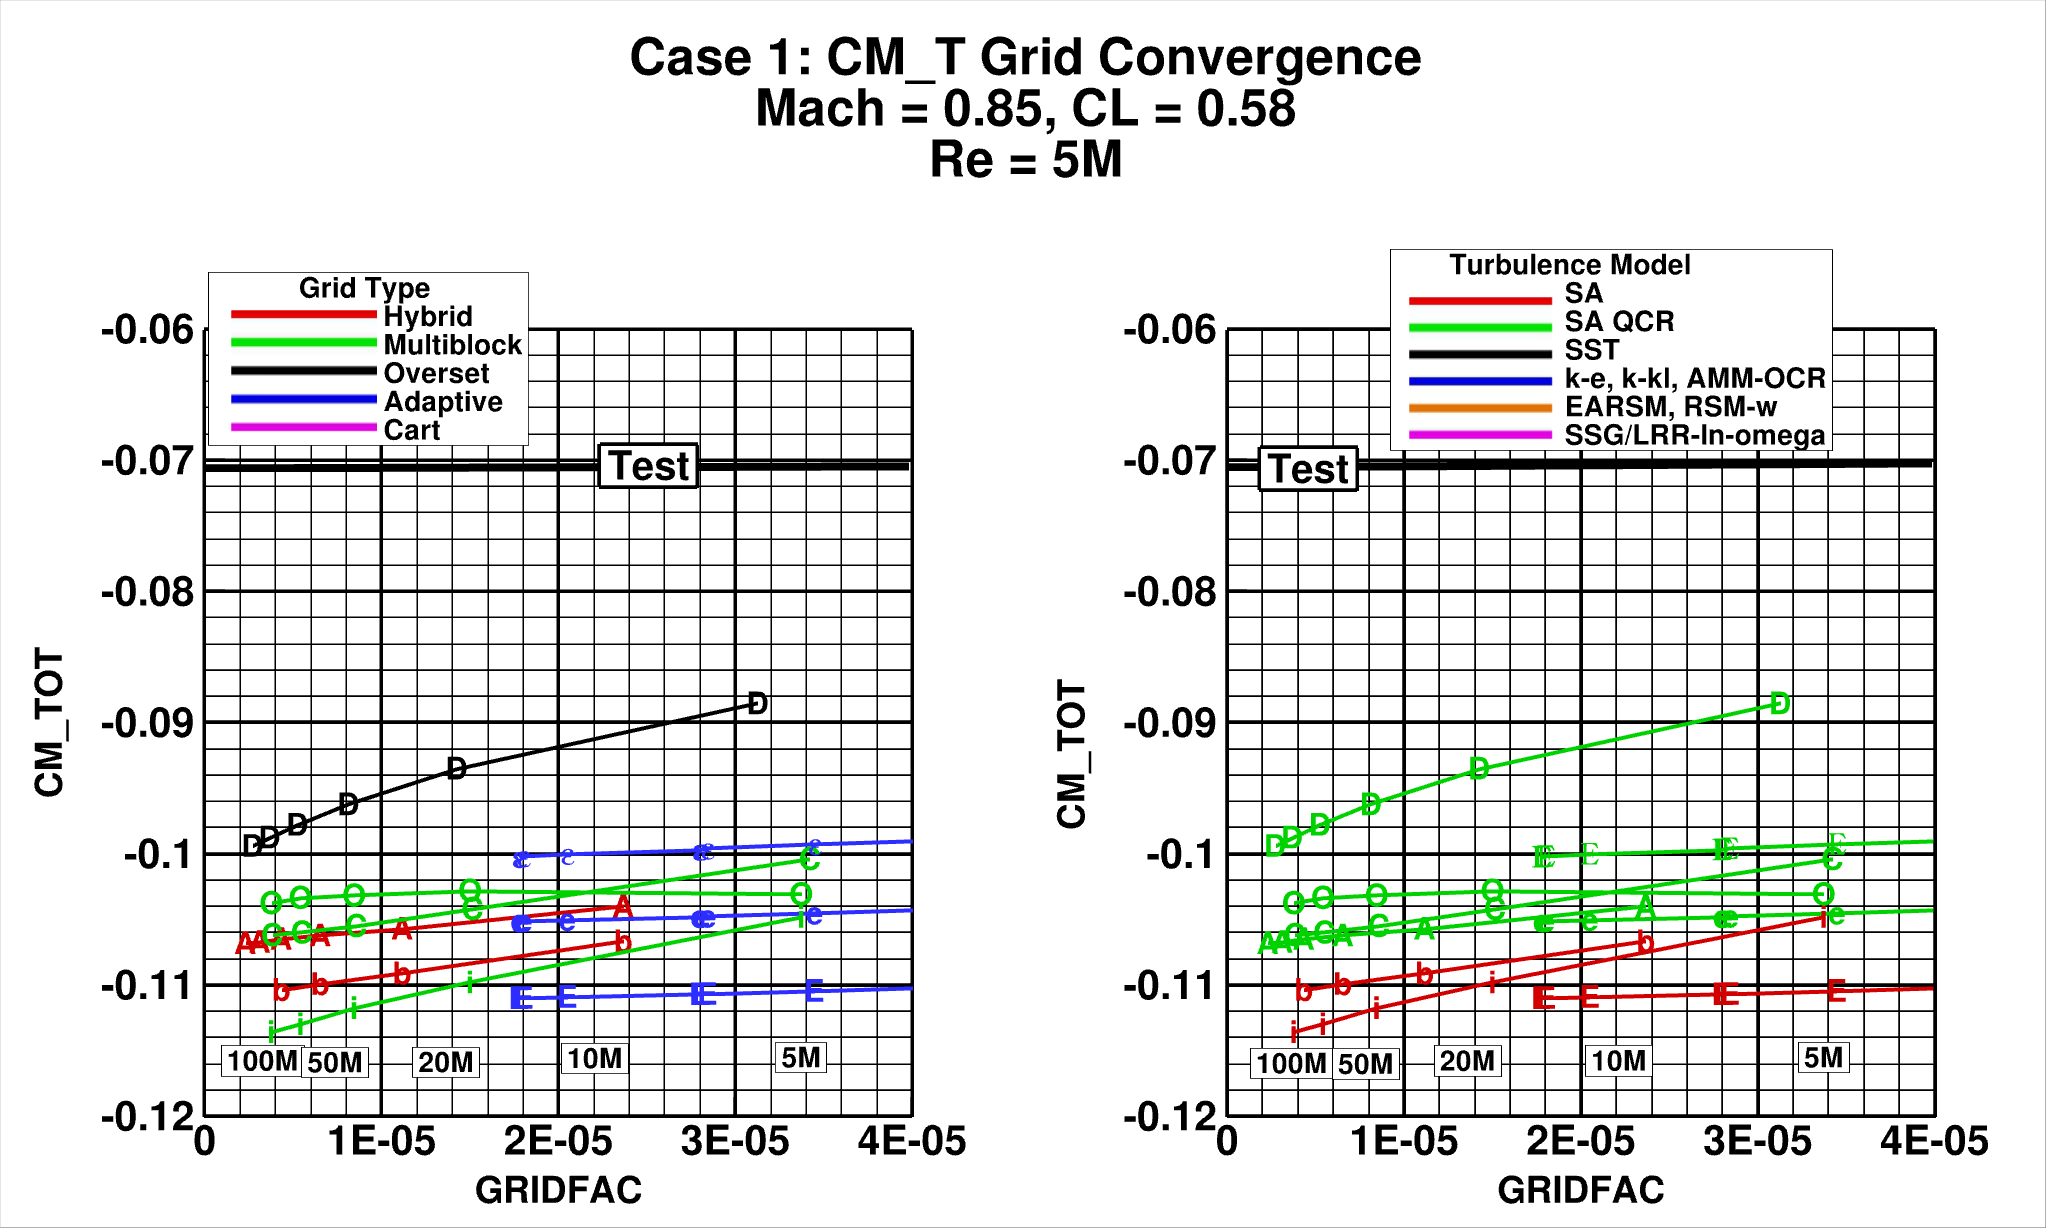 Case 1: CM_T Grid Convergence
Mach = 0.85, CL = 0.58
Re = 5M
Grid Type
Hybrid
Multiblock
Overset
Adaptive
Cart
-0.06
-0.07
-0.08
-0.09
-0.1
-0.11
-0.12
CM_TOT
Test
D D D D D D
ε ε ε ε ε ε
O O O O O
C C C C C
A A A A A A
e e e e e e
b b b b
i i i i i
E E E E E E
100M 50M 20M 10M 5M
0 1E-05 2E-05 3E-05 4E-05
GRIDFAC
Turbulence Model
SA
SA QCR
SST
k-e, k-kl, AMM-OCR
EARSM, RSM-w
SSG/LRR-ln-omega
-0.06
-0.07
-0.08
-0.09
-0.1
-0.11
-0.12
CM_TOT
Test
D D D D D D
E E E E E E
O O O O O
C C C C C
A A A A A A
e e e e e e
b b b b
i i i i i
E E E E E E
100M 50M 20M 10M 5M
0 1E-05 2E-05 3E-05 4E-05
GRIDFAC